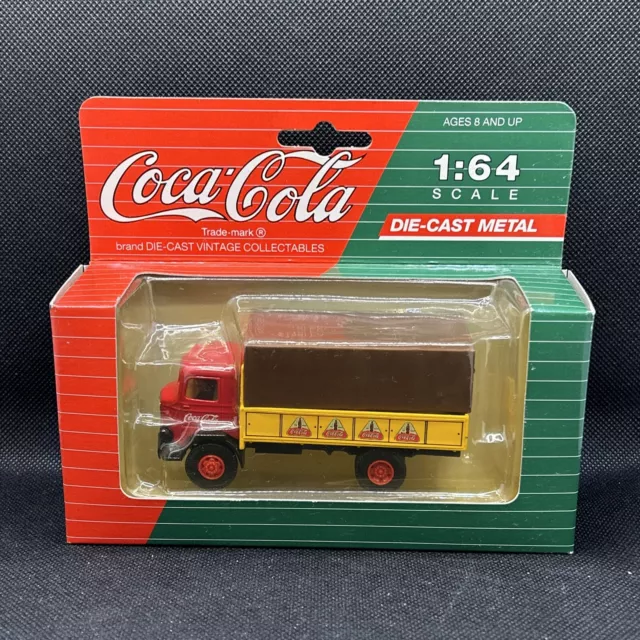 AGES 8 AND UP
Coca-Cola
Trade-mark ®
brand DIE-CAST VINTAGE COLLECTABLES
1:64
SCALE
DIE-CAST METAL
Coca-Cola